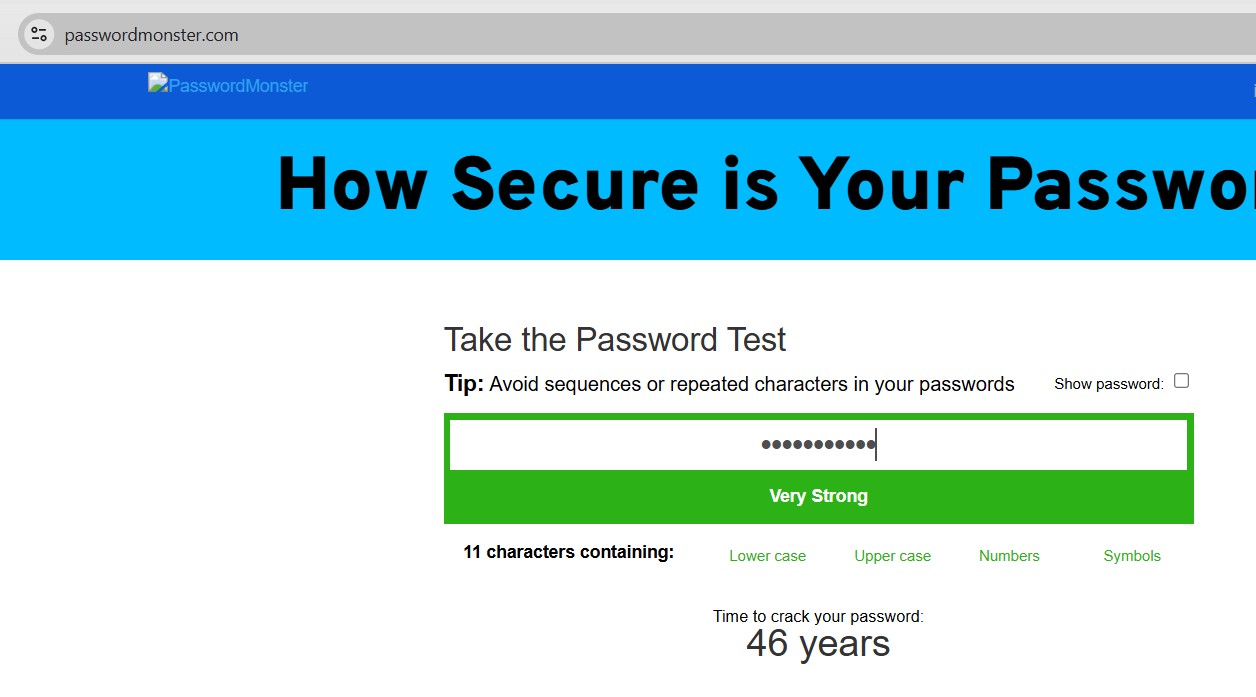 passwordmonster.com
PasswordMonster
How Secure is Your
Take the Password Test
Tip: Avoid sequences or repeated characters in your passwords
Show password:
•••••••••••
Very Strong
11 characters containing:
Lower case
Upper case
Numbers
Symbols
Time to crack your password:
46 years